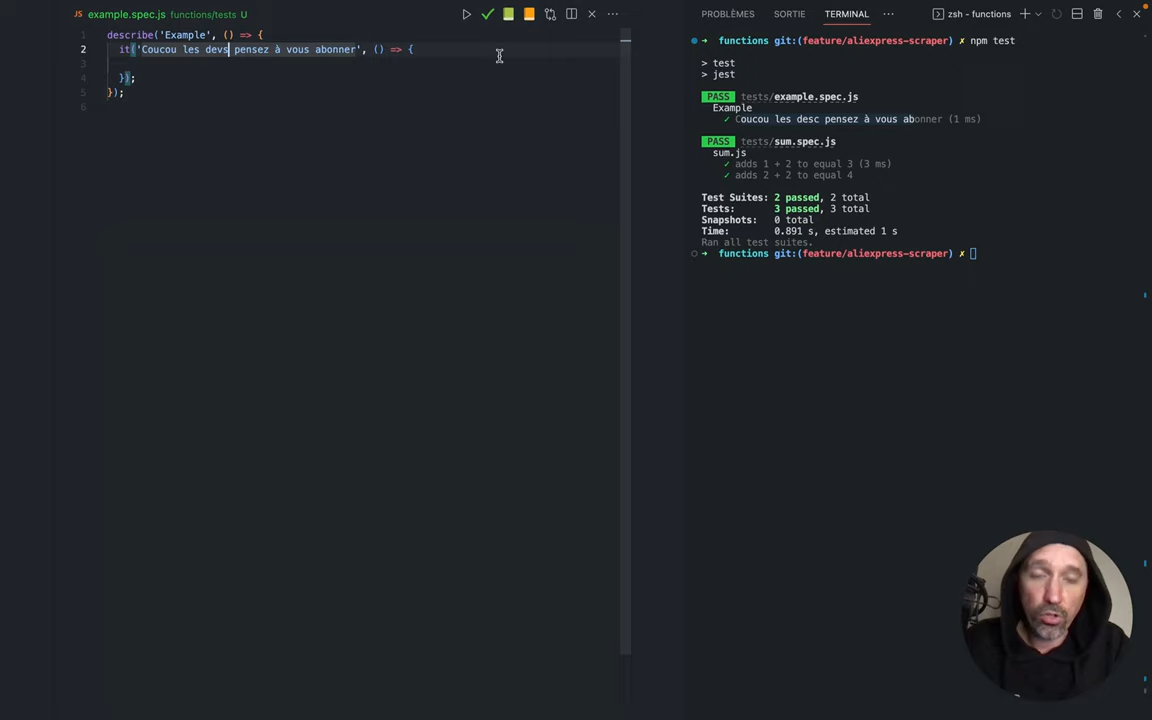 JS example.spec.js functions/tests U
1 describe('Example', () => {
2 it('Coucou les devs pensez à vous abonner', () => {
3
4 });
5 });
6
PROBLÈMES SORTIE TERMINAL ··· zsh - functions
➜ functions git:(feature/aliexpress-scraper) ✗ npm test
> test
> jest
PASS tests/example.spec.js
Example
✓ Coucou les desc pensez à vous abonner (1 ms)
PASS tests/sum.spec.js
sum.js
✓ adds 1 + 2 to equal 3 (3 ms)
✓ adds 2 + 2 to equal 4
Test Suites: 2 passed, 2 total
Tests: 3 passed, 3 total
Snapshots: 0 total
Time: 0.891 s, estimated 1 s
Ran all test suites.
➜ functions git:(feature/aliexpress-scraper) ✗